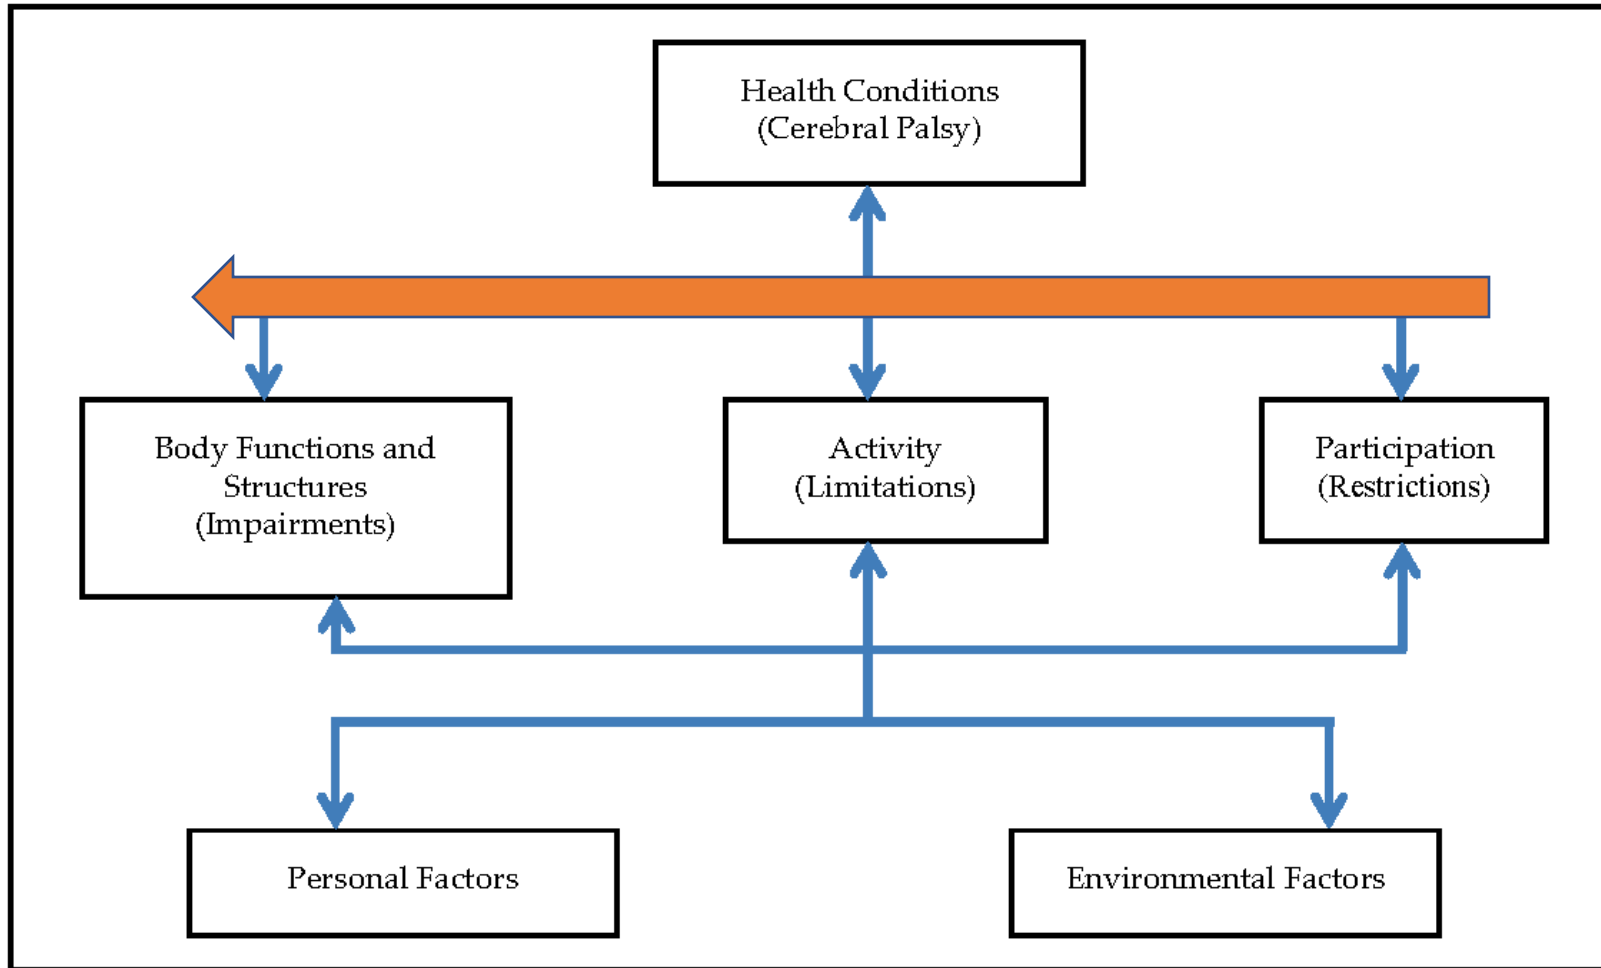 Health Conditions
(Cerebral Palsy)
Body Functions and
Structures
(Impairments)
Activity
(Limitations)
Participation
(Restrictions)
Personal Factors
Environmental Factors